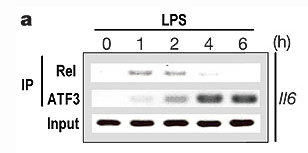 a
LPS
0 1 2 4 6 (h)
IP
Rel
ATF3
Input
Il6